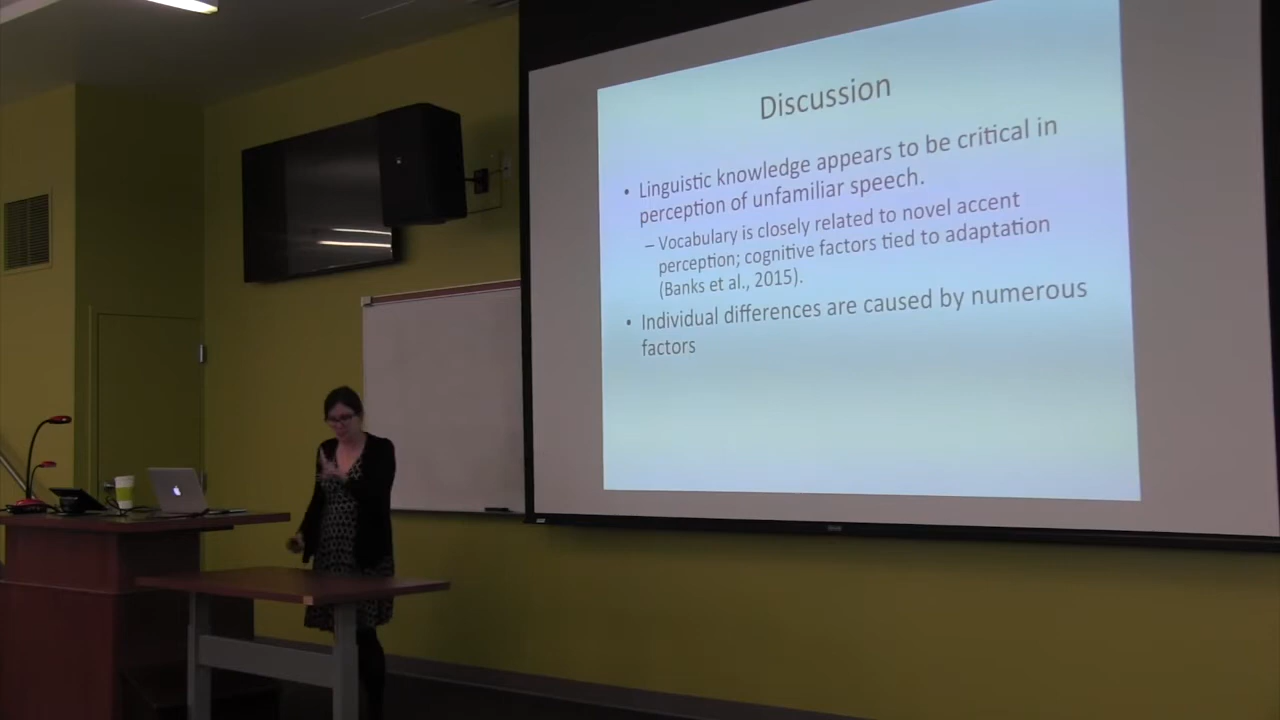 Discussion
• Linguistic knowledge appears to be critical in
perception of unfamiliar speech.
– Vocabulary is closely related to novel accent
perception; cognitive factors tied to adaptation
(Banks et al., 2015).
• Individual differences are caused by numerous
factors